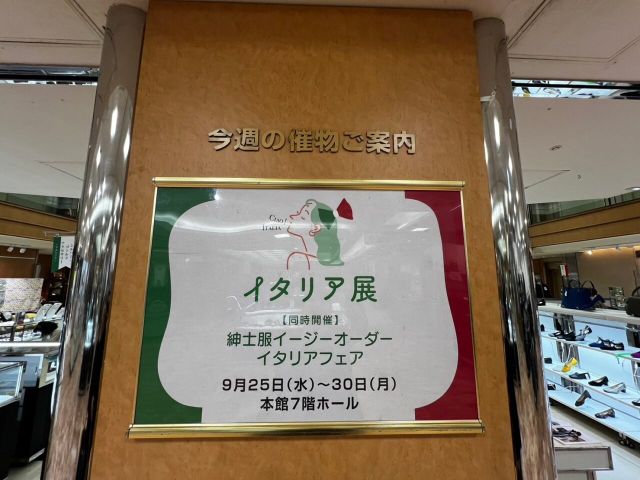 今週の催物ご案内
Ciao!
Italia
イタリア展
【同時開催】
紳士服イージーオーダー
イタリアフェア
9月25日(水)～30日(月)
本館7階ホール